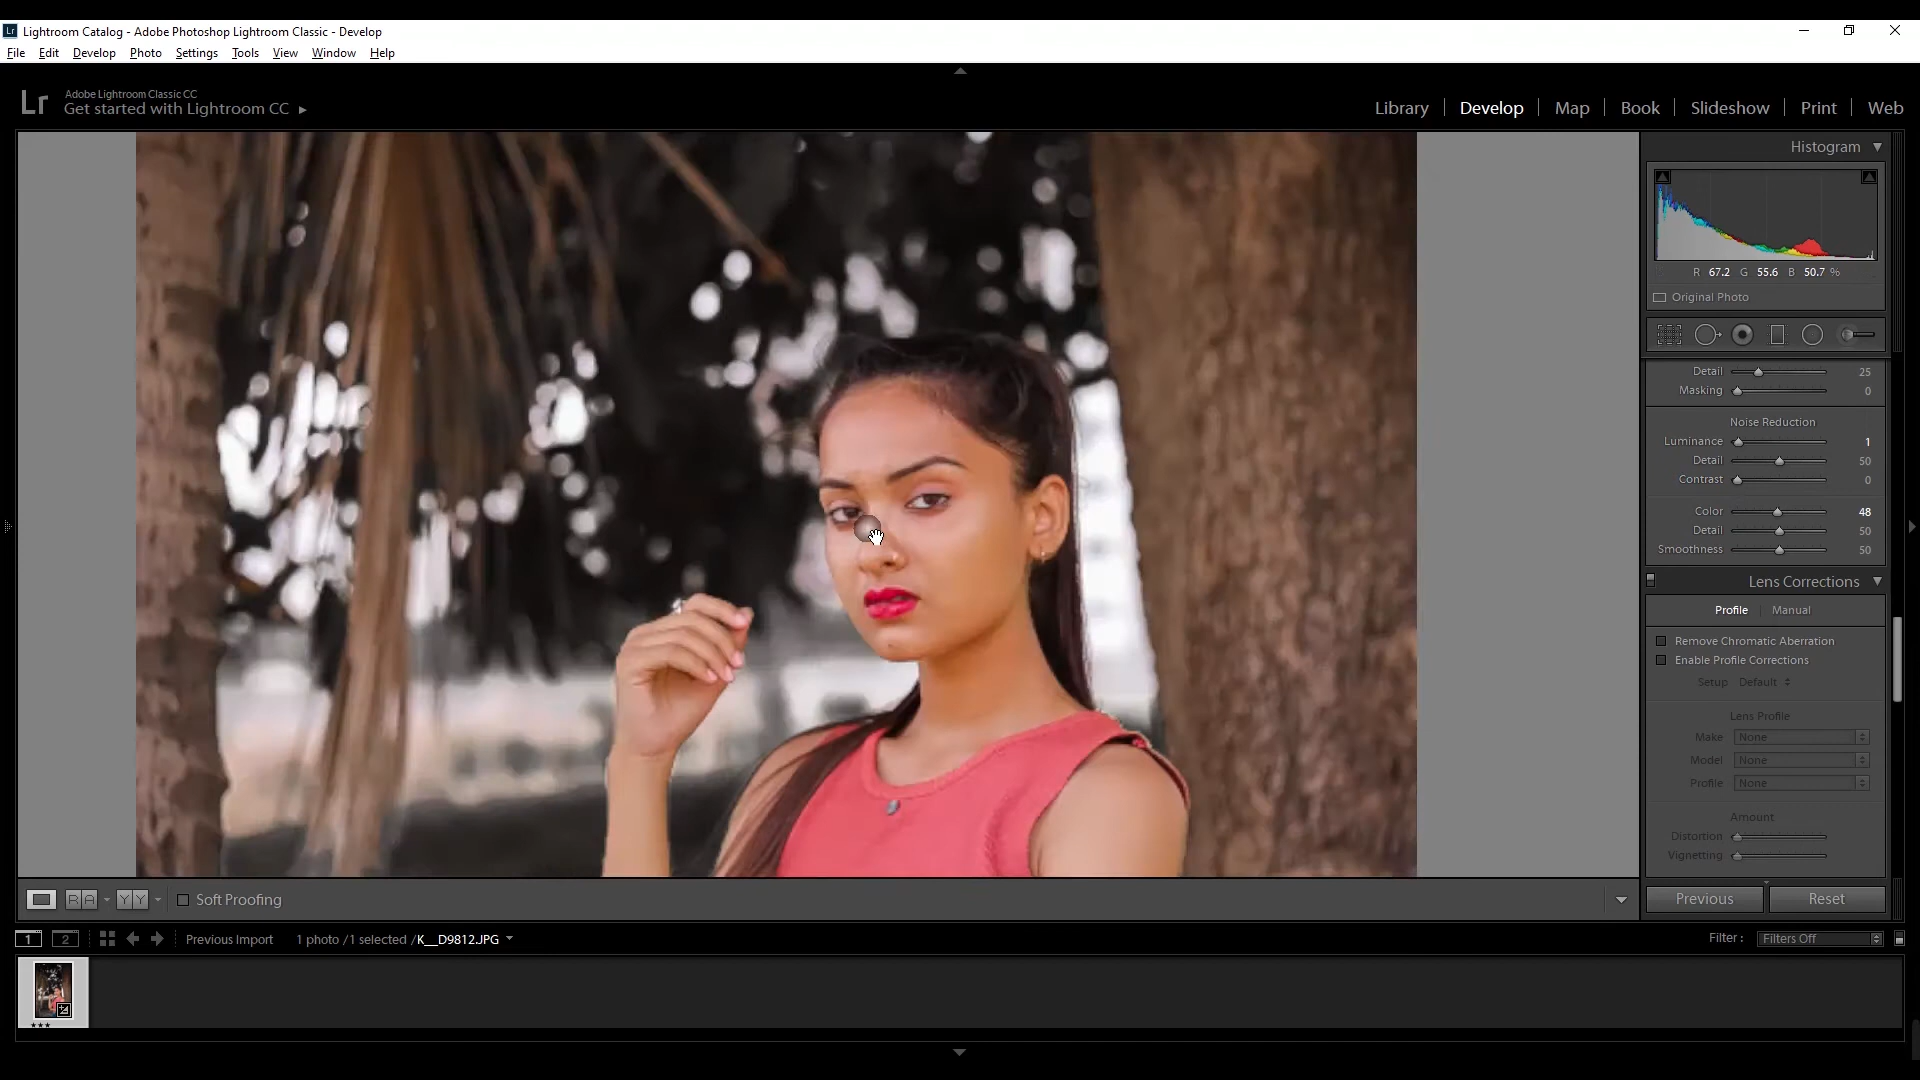 Lr Lightroom Catalog - Adobe Photoshop Lightroom Classic - Develop
File Edit Develop Photo Settings Tools View Window Help
Lr Adobe Lightroom Classic CC
Get started with Lightroom CC
Library Develop Map Book Slideshow Print Web
Histogram
R 67.2 G 55.6 B 50.7 %
Original Photo
Detail 25
Masking 0
Noise Reduction
Luminance 1
Detail 50
Contrast 0
Color 48
Detail 50
Smoothness 50
Lens Corrections
Profile Manual
Remove Chromatic Aberration
Enable Profile Corrections
Setup Default
Lens Profile
Make None
Model None
Profile None
Amount
Distortion
Vignetting
Previous Reset
R A Y Y Soft Proofing
1 2 Previous Import 1 photo /1 selected /K__D9812.JPG Filter : Filters Off